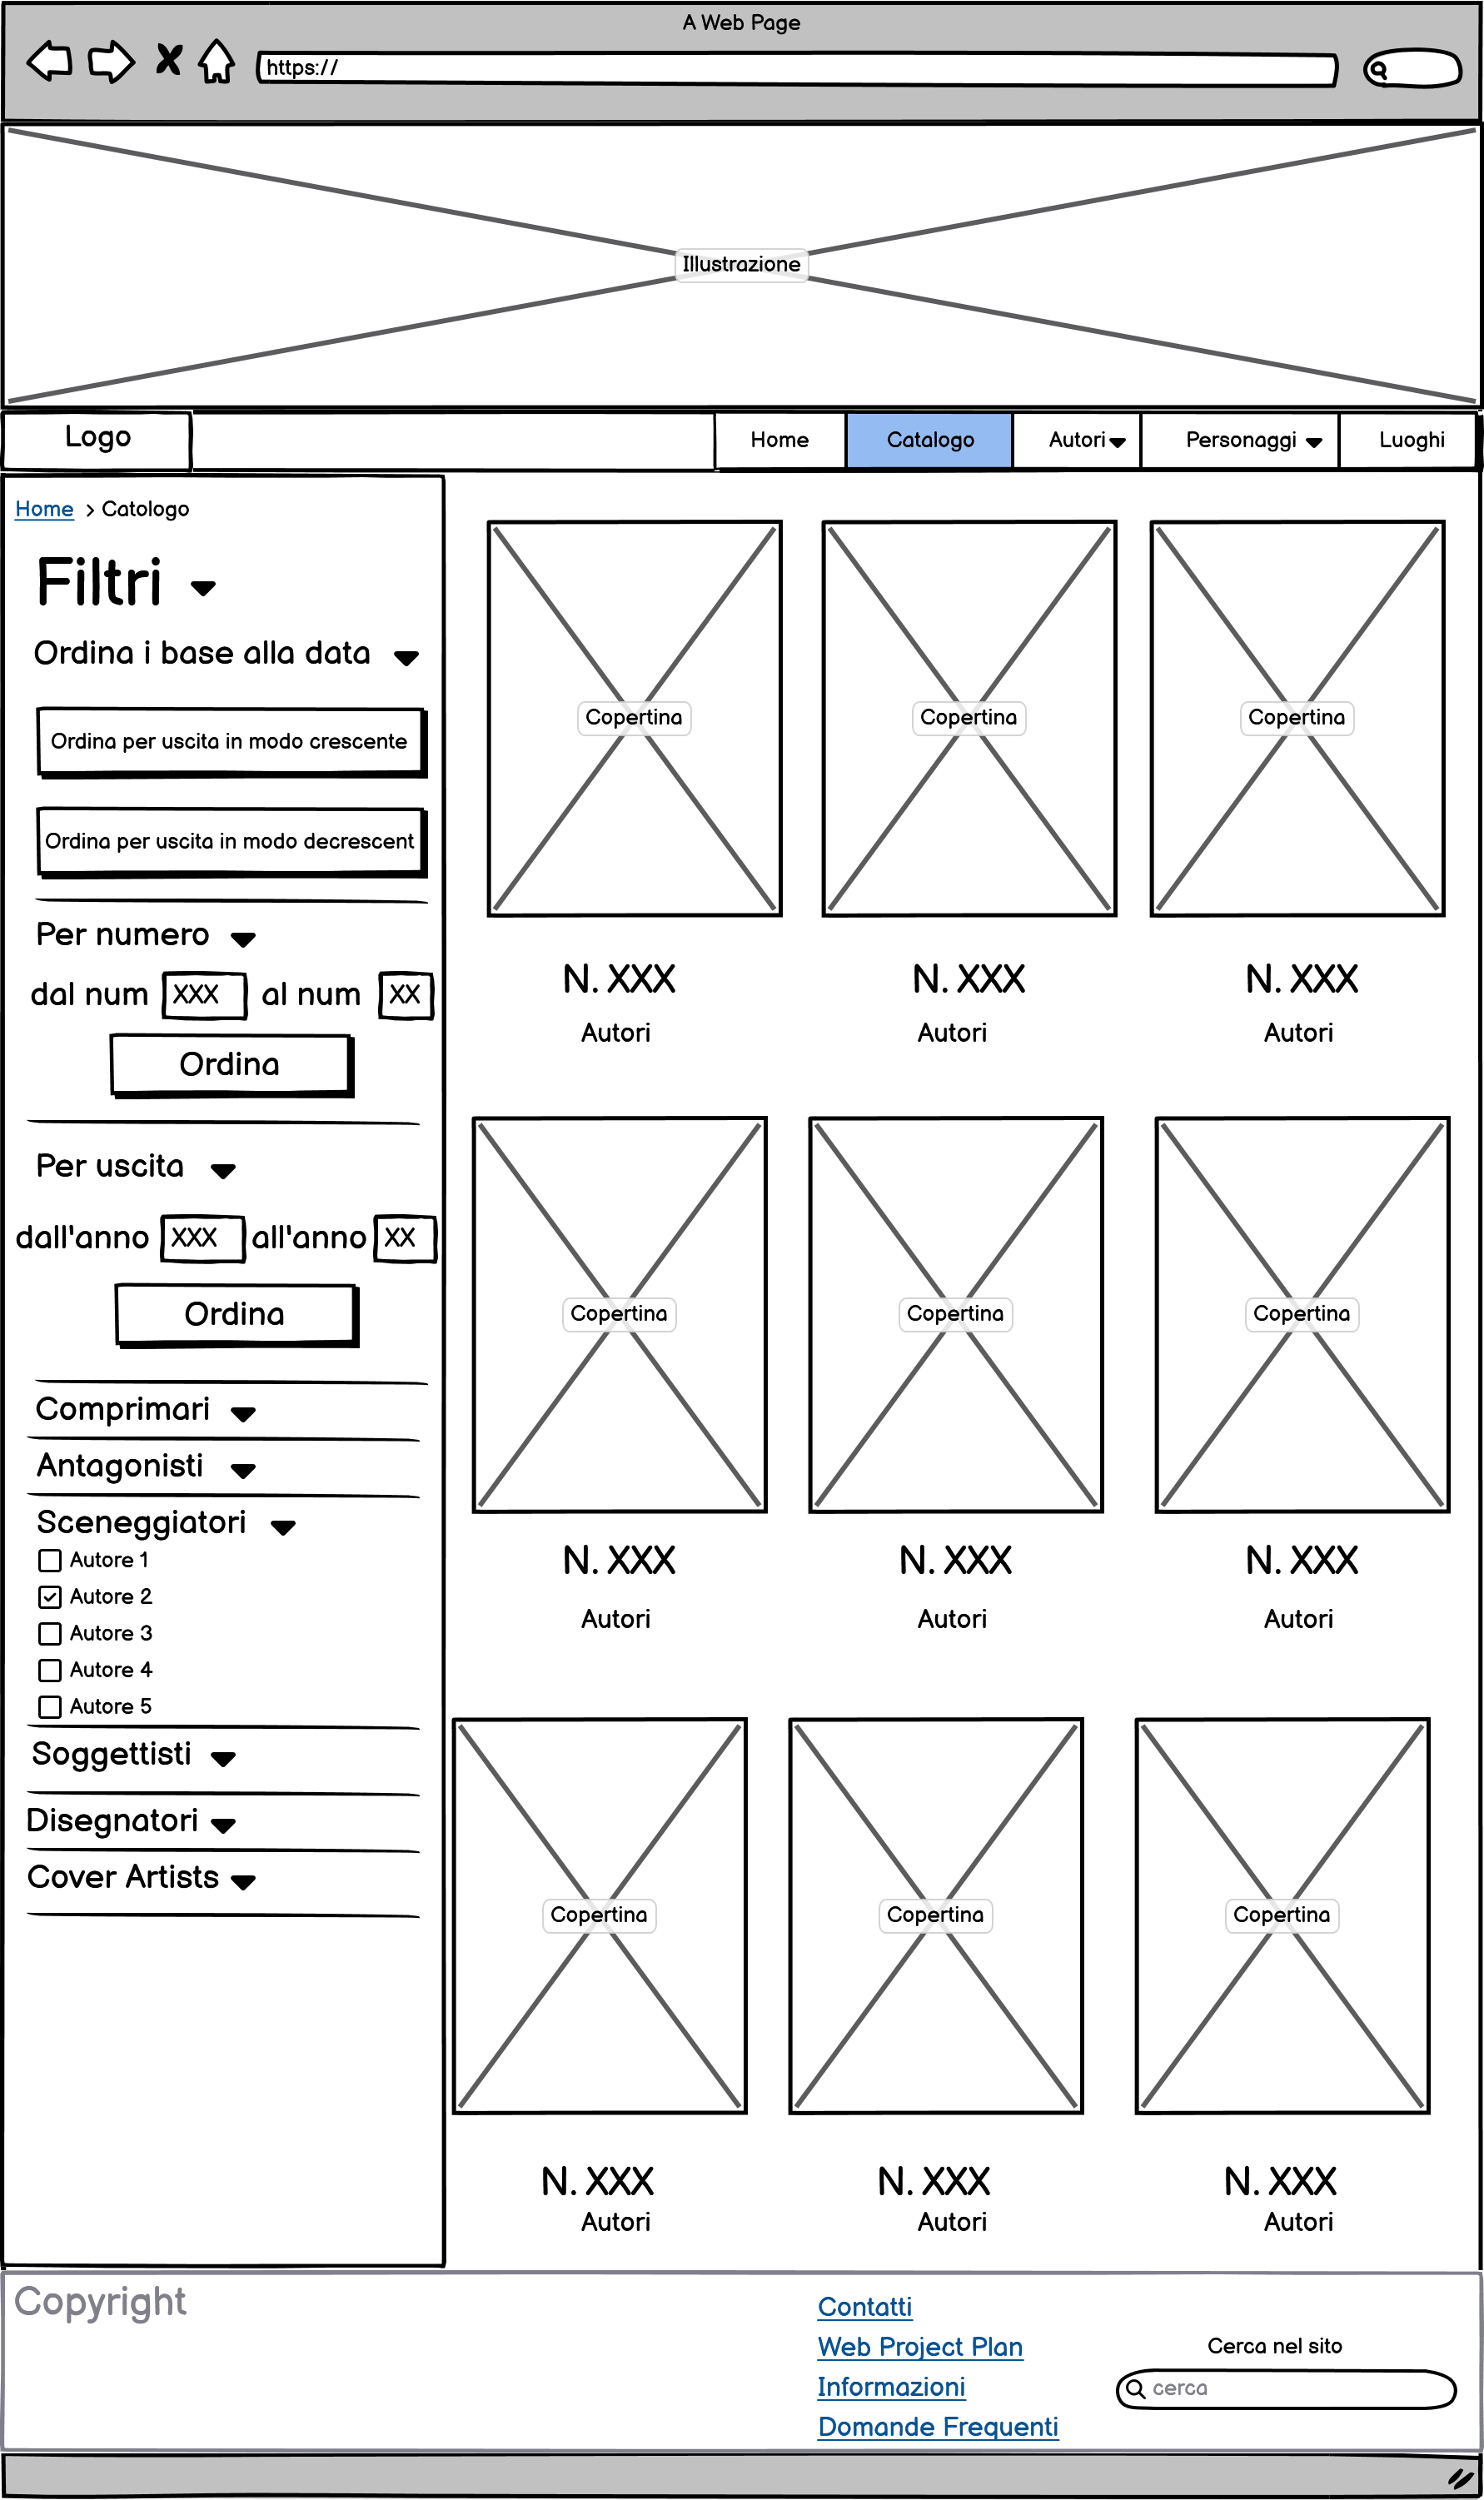 A Web Page
https://
Illustrazione
Logo
Home
Catalogo
Autori
Personaggi
Luoghi
Home > Catologo
Filtri
Ordina i base alla data
Ordina per uscita in modo crescente
Ordina per uscita in modo decrescent
Per numero
dal num XXX al num XX
Ordina
Per uscita
dall'anno XXX all'anno XX
Ordina
Comprimari
Antagonisti
Sceneggiatori
Autore 1
Autore 2
Autore 3
Autore 4
Autore 5
Soggettisti
Disegnatori
Cover Artists
Copertina
Copertina
Copertina
N. XXX
N. XXX
N. XXX
Autori
Autori
Autori
Copertina
Copertina
Copertina
N. XXX
N. XXX
N. XXX
Autori
Autori
Autori
Copertina
Copertina
Copertina
N. XXX
N. XXX
N. XXX
Autori
Autori
Autori
Copyright
Contatti
Web Project Plan
Informazioni
Domande Frequenti
Cerca nel sito
cerca